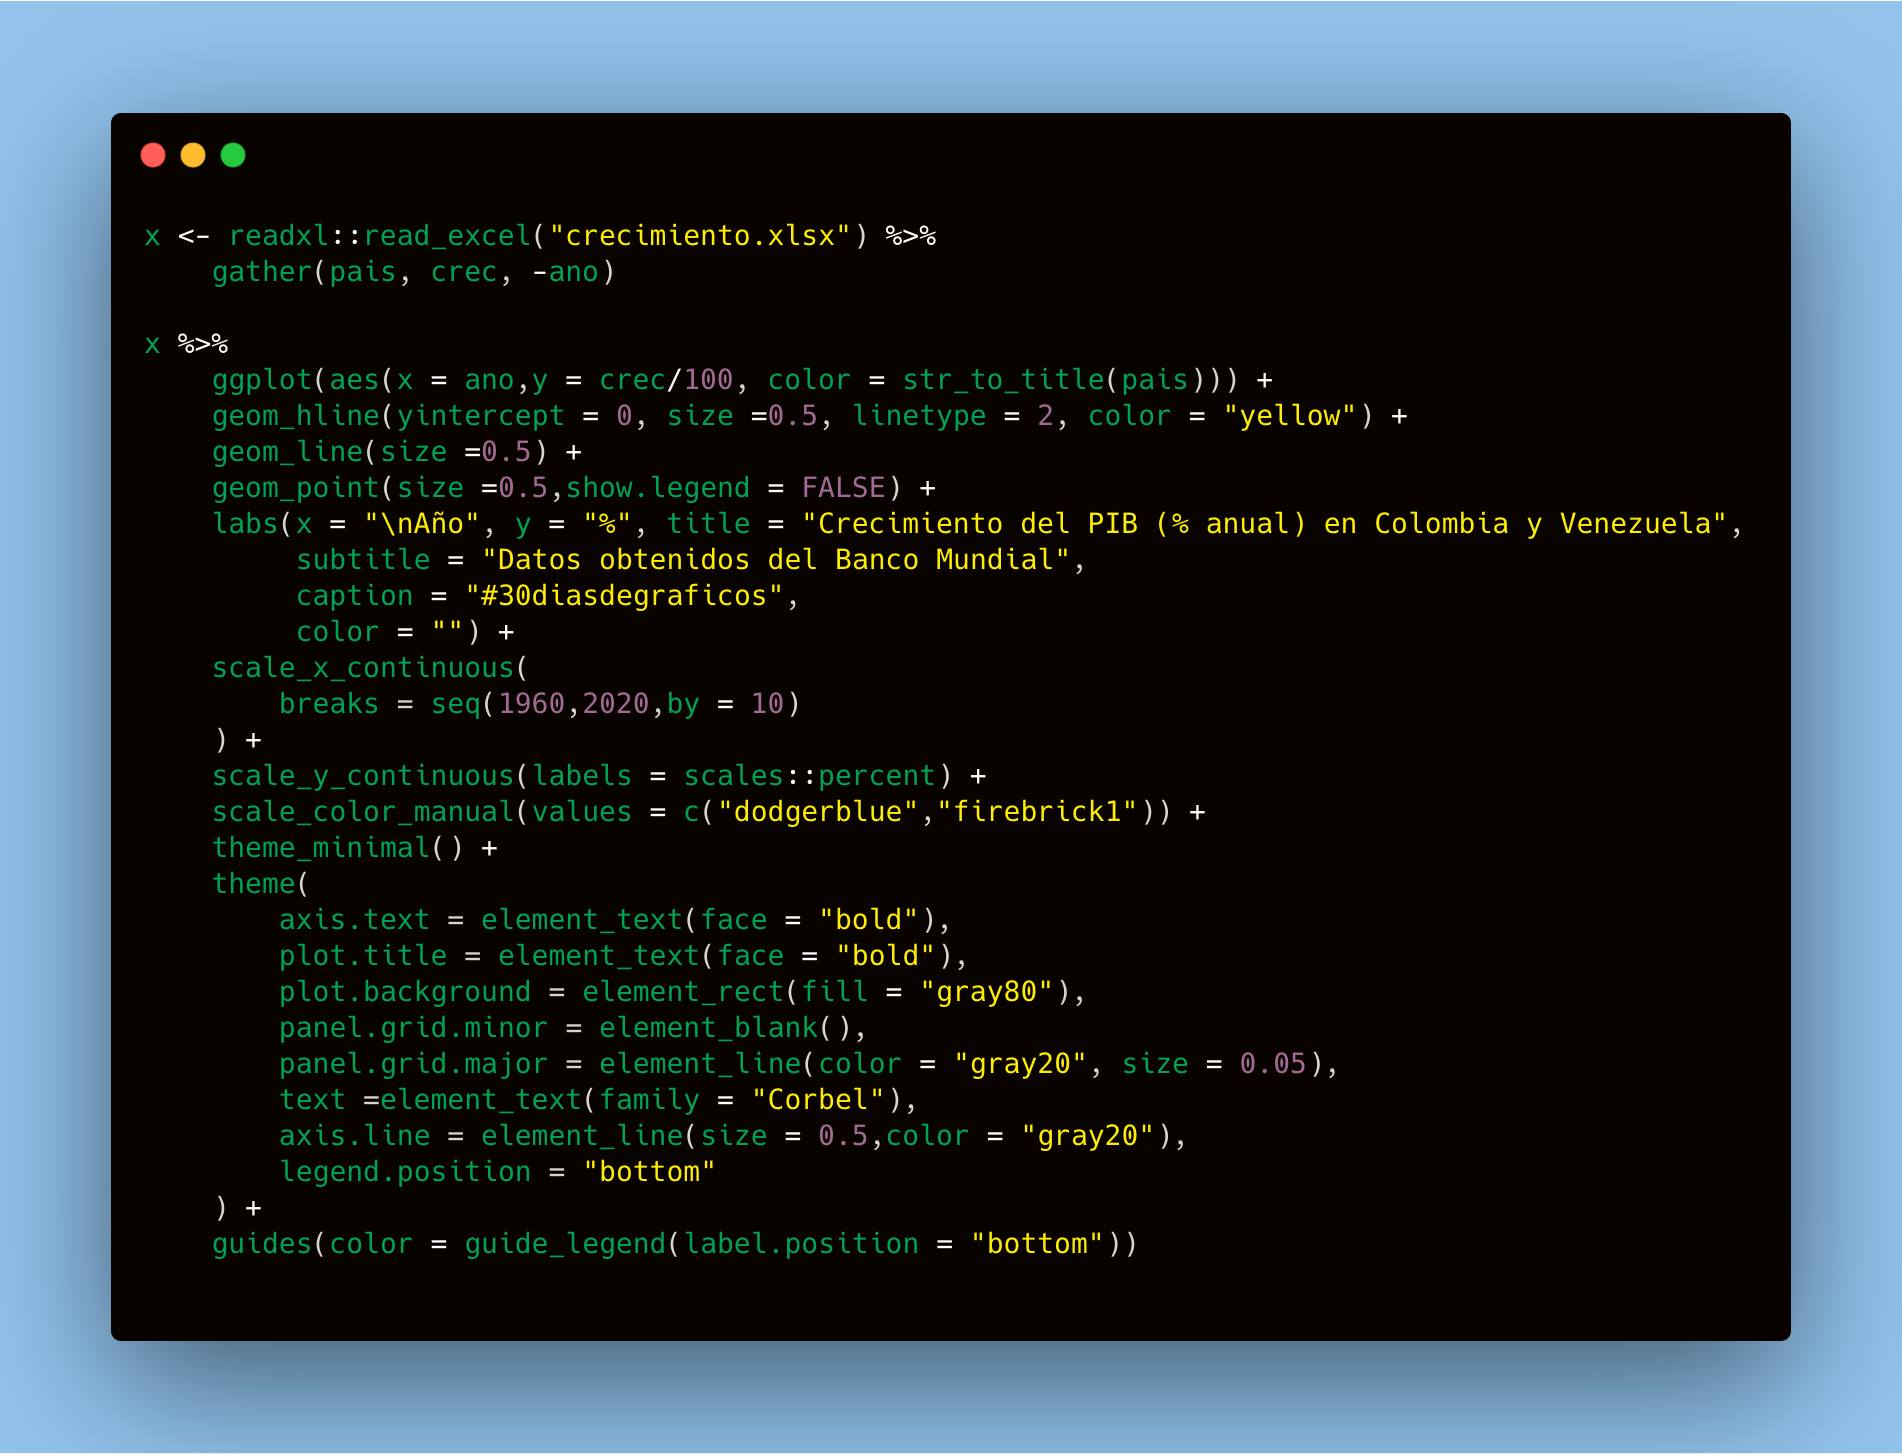 x <- readxl::read_excel("crecimiento.xlsx") %>%
    gather(pais, crec, -ano)

x %>%
    ggplot(aes(x = ano,y = crec/100, color = str_to_title(pais))) +
    geom_hline(yintercept = 0, size =0.5, linetype = 2, color = "yellow") +
    geom_line(size =0.5) +
    geom_point(size =0.5,show.legend = FALSE) +
    labs(x = "\nAño", y = "%", title = "Crecimiento del PIB (% anual) en Colombia y Venezuela",
         subtitle = "Datos obtenidos del Banco Mundial",
         caption = "#30diasdegraficos",
         color = "") +
    scale_x_continuous(
        breaks = seq(1960,2020,by = 10)
    ) +
    scale_y_continuous(labels = scales::percent) +
    scale_color_manual(values = c("dodgerblue","firebrick1")) +
    theme_minimal() +
    theme(
        axis.text = element_text(face = "bold"),
        plot.title = element_text(face = "bold"),
        plot.background = element_rect(fill = "gray80"),
        panel.grid.minor = element_blank(),
        panel.grid.major = element_line(color = "gray20", size = 0.05),
        text =element_text(family = "Corbel"),
        axis.line = element_line(size = 0.5,color = "gray20"),
        legend.position = "bottom"
    ) +
    guides(color = guide_legend(label.position = "bottom"))